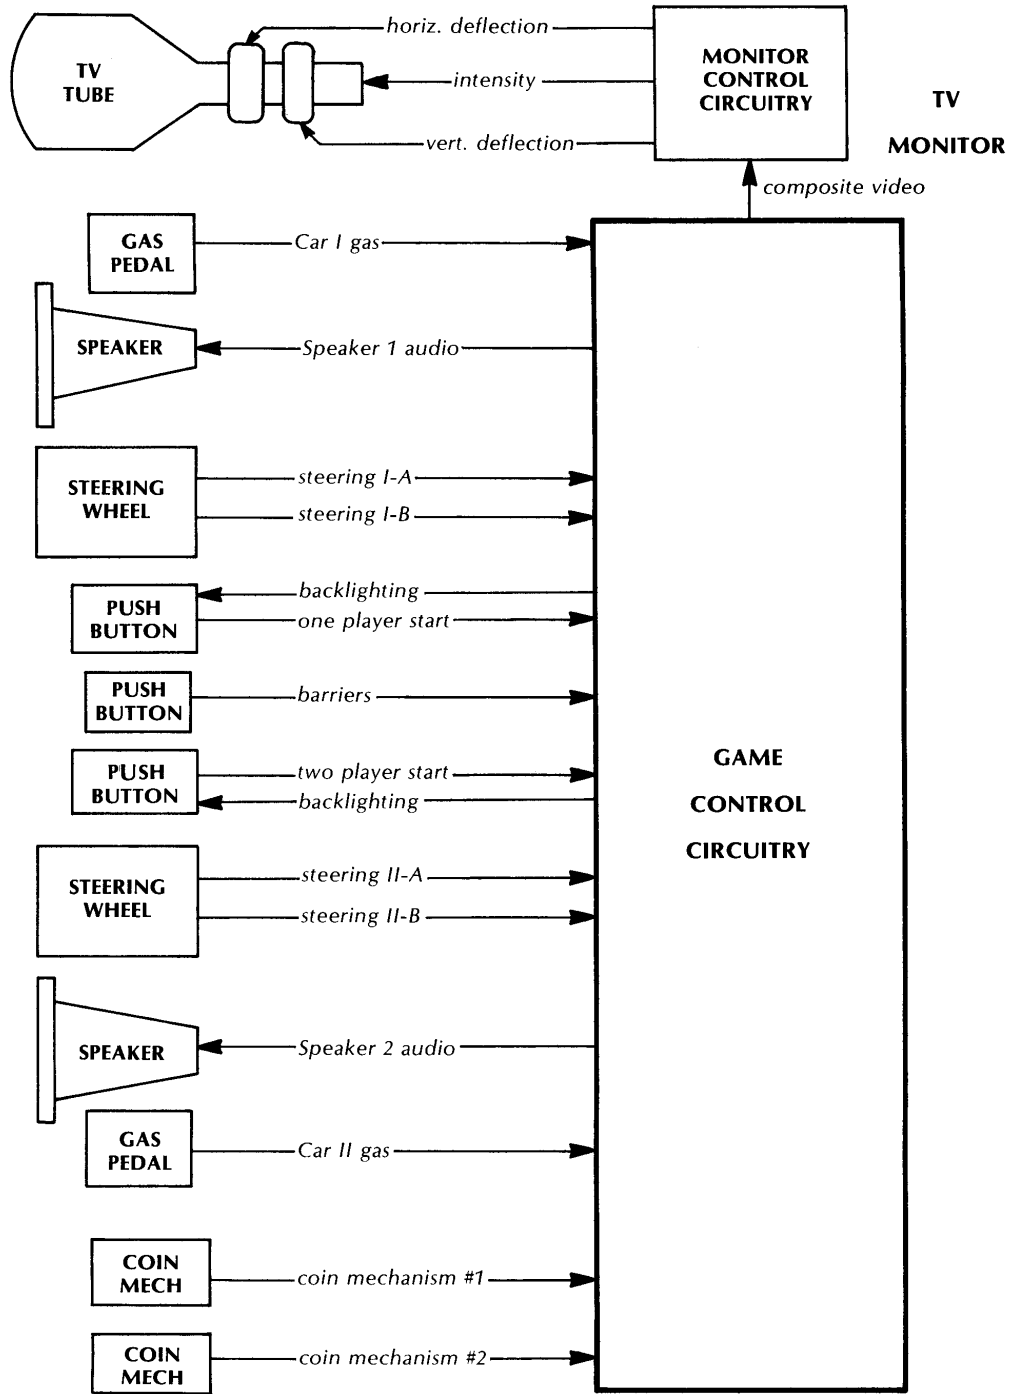 TV
TUBE
horiz. deflection
intensity
vert. deflection
MONITOR
CONTROL
CIRCUITRY
TV
MONITOR
composite video
GAS
PEDAL
Car I gas
SPEAKER
Speaker 1 audio
STEERING
WHEEL
steering I-A
steering I-B
PUSH
BUTTON
backlighting
one player start
PUSH
BUTTON
barriers
PUSH
BUTTON
two player start
backlighting
GAME
CONTROL
CIRCUITRY
STEERING
WHEEL
steering II-A
steering II-B
SPEAKER
Speaker 2 audio
GAS
PEDAL
Car II gas
COIN
MECH
coin mechanism #1
COIN
MECH
coin mechanism #2